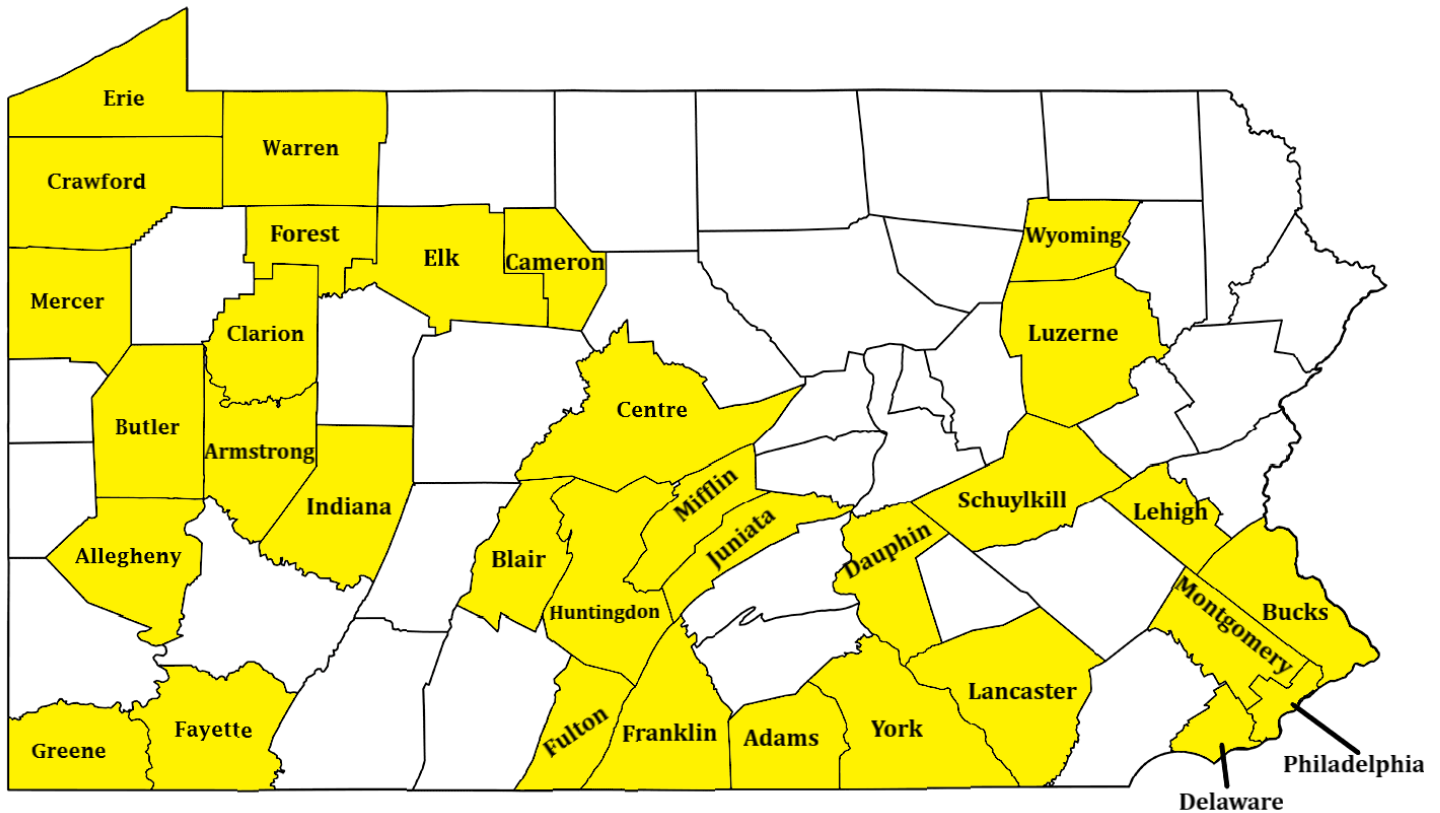 Erie
Warren
Crawford
Forest
Wyoming
Elk
Cameron
Mercer
Clarion
Luzerne
Centre
Butler
Armstrong
Mifflin
Indiana
Schuylkill
Lehigh
Juniata
Dauphin
Allegheny
Blair
Huntingdon
Montgomery
Bucks
Lancaster
Fulton
Franklin
Adams
York
Fayette
Greene
Philadelphia
Delaware